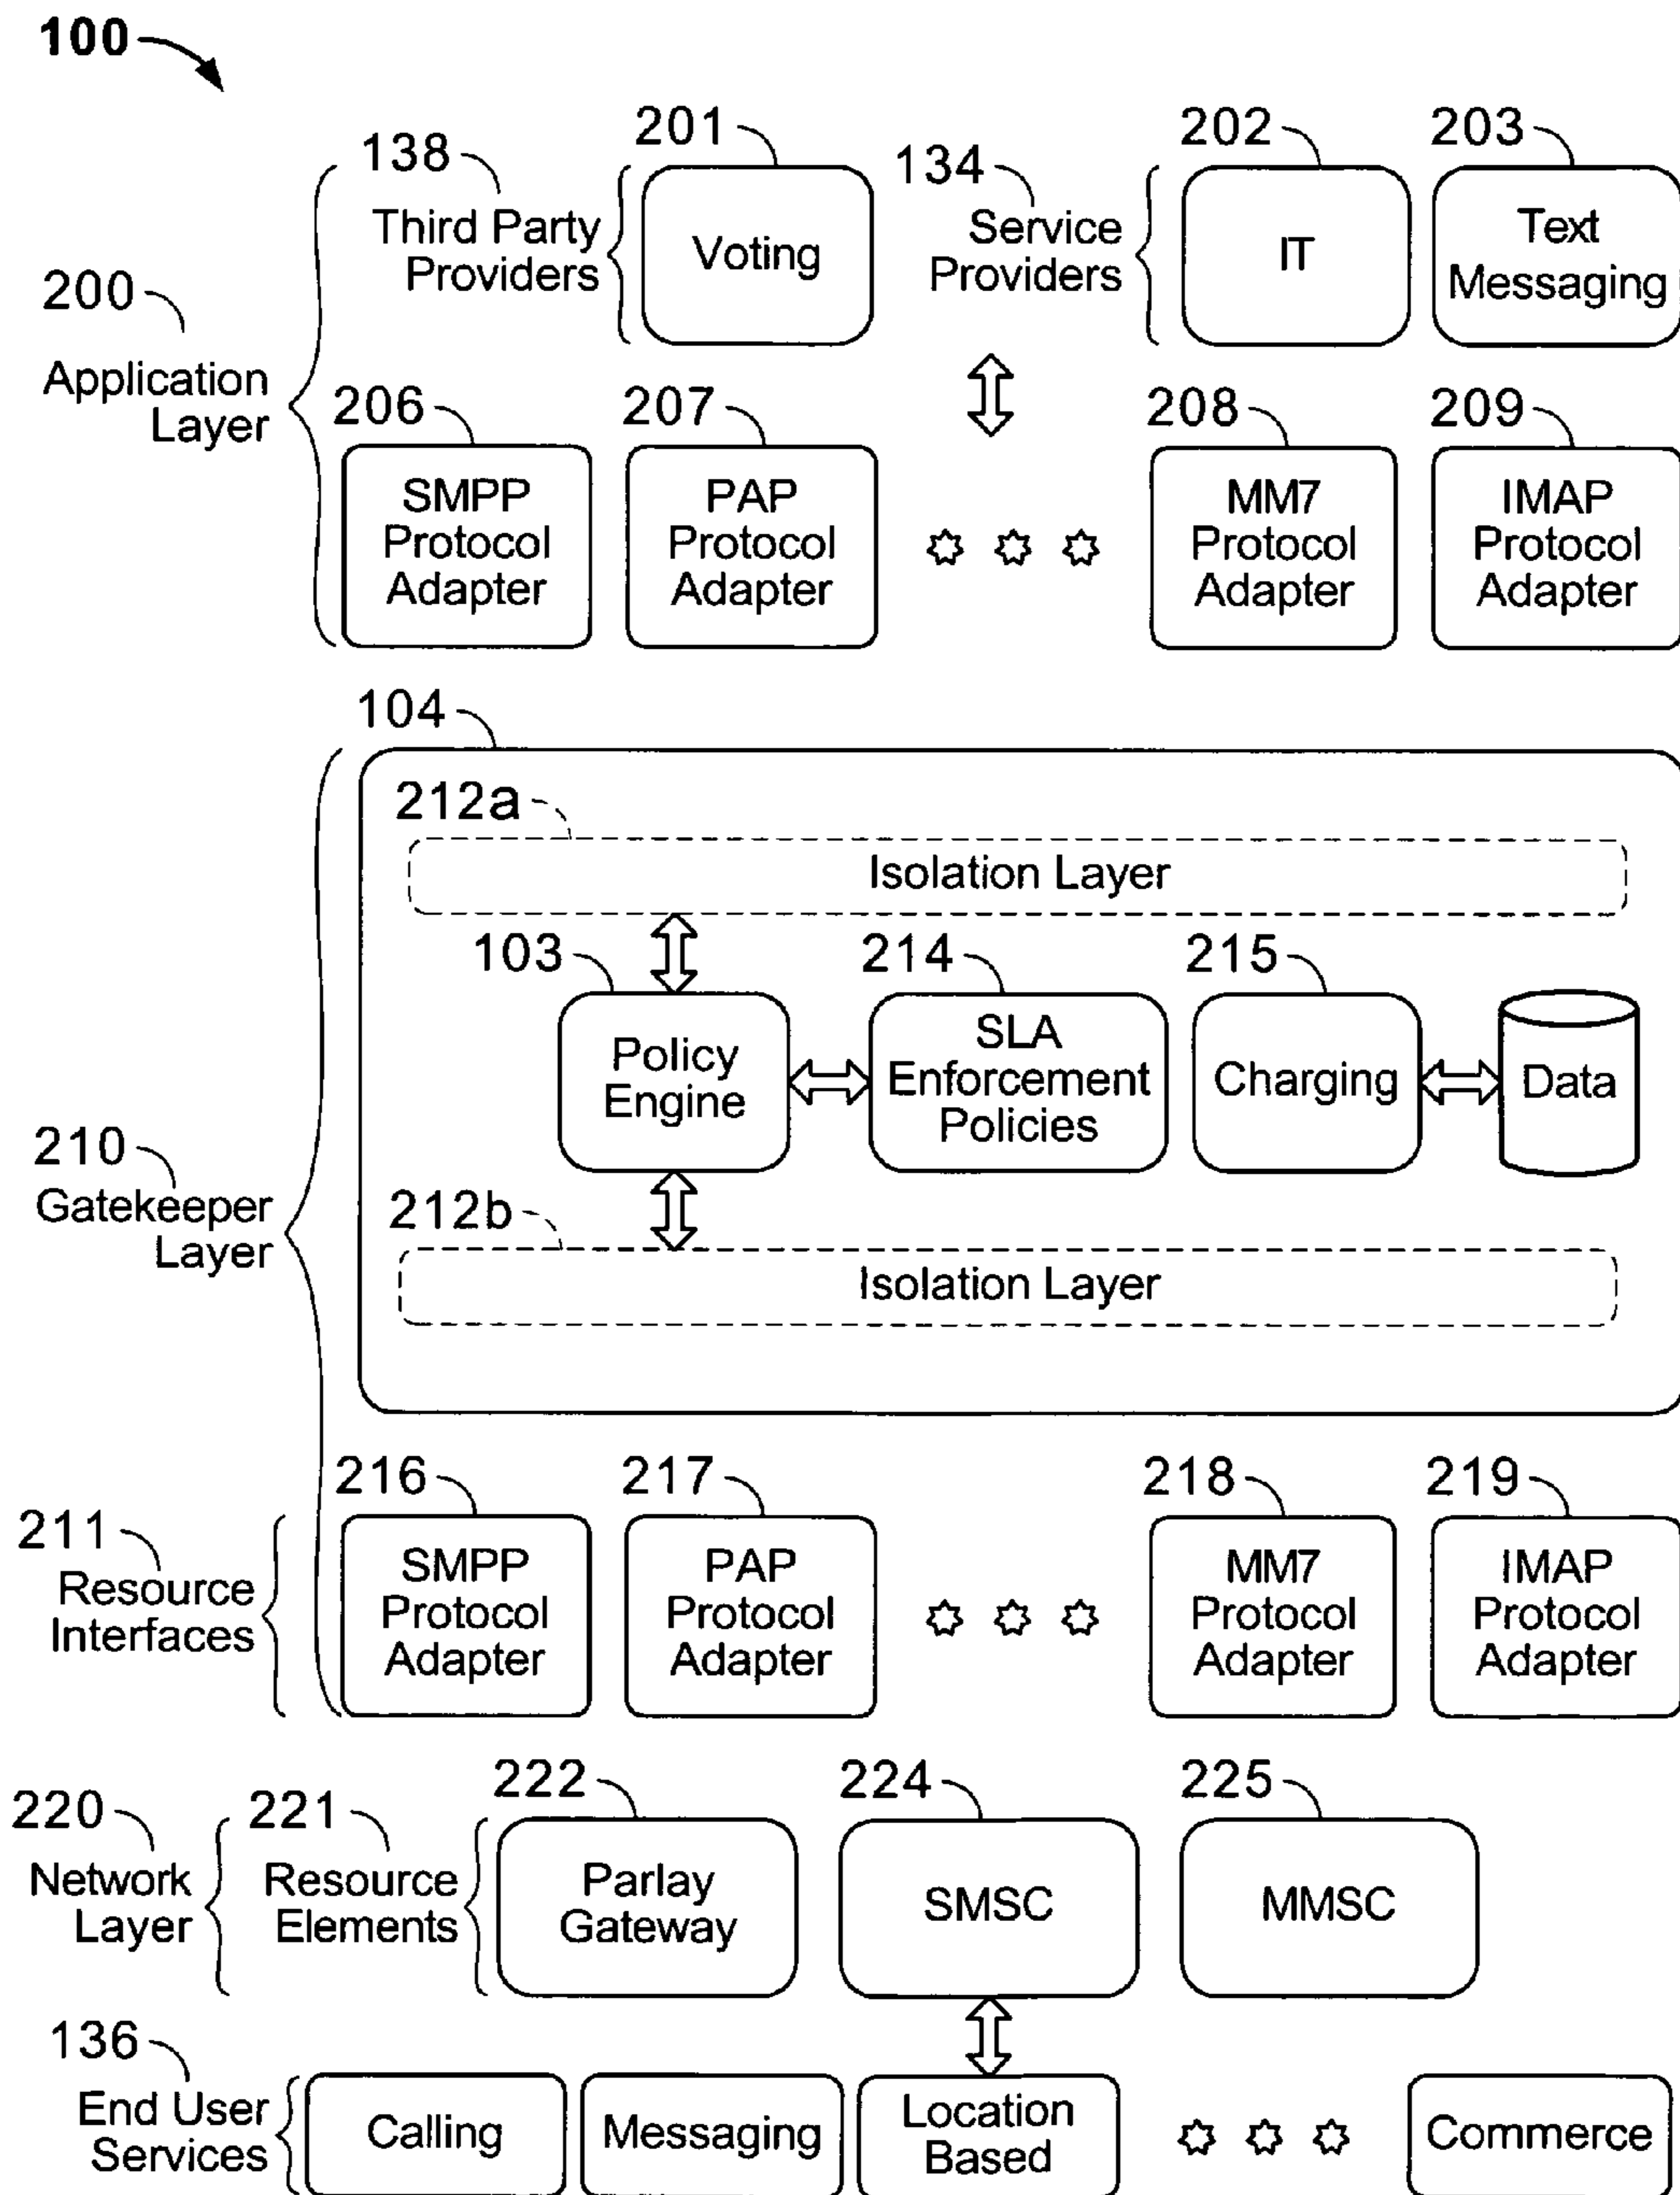 100
138
201
134
202
203
Third Party
Providers
Voting
Service
Providers
IT
Text
Messaging
200
Application
Layer
206
207
208
209
SMPP
Protocol
Adapter
PAP
Protocol
Adapter
MM7
Protocol
Adapter
IMAP
Protocol
Adapter
104
212a
Isolation Layer
103
214
215
Policy
Engine
SLA
Enforcement
Policies
Charging
Data
210
Gatekeeper
Layer
212b
Isolation Layer
216
217
218
219
211
Resource
Interfaces
SMPP
Protocol
Adapter
PAP
Protocol
Adapter
MM7
Protocol
Adapter
IMAP
Protocol
Adapter
220
221
222
224
225
Network
Layer
Resource
Elements
Parlay
Gateway
SMSC
MMSC
136
End User
Services
Calling
Messaging
Location
Based
Commerce